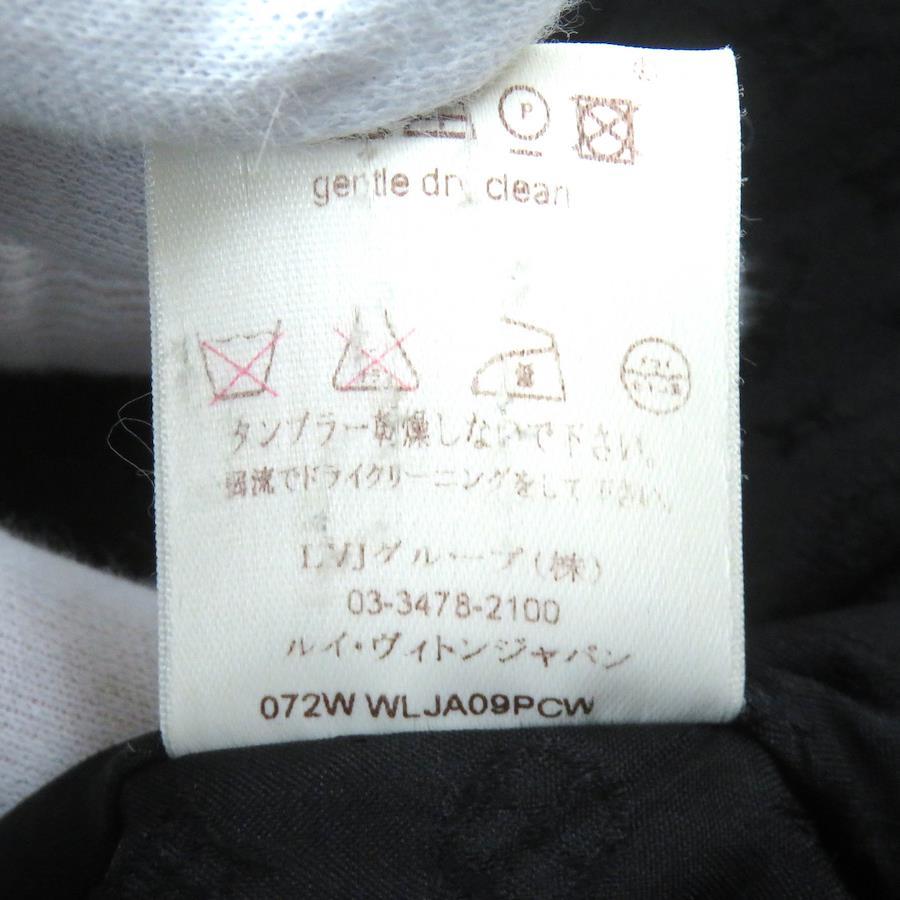 P
gentle dry clean
タンブラー乾燥しないで下さい。
弱流でドライクリーニングをして下さい。
LVJグループ(株)
03-3478-2100
ルイ・ヴィトンジャパン
072W WLJA09PCW